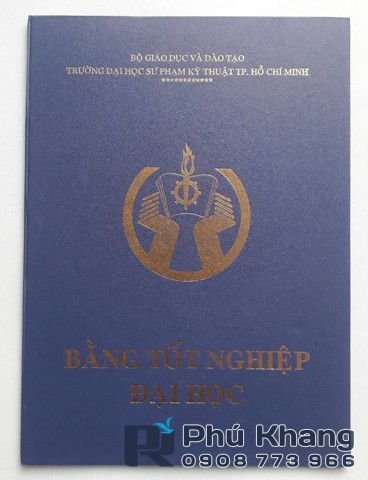 BỘ GIÁO DỤC VÀ ĐÀO TẠO
TRƯỜNG ĐẠI HỌC SƯ PHẠM KỸ THUẬT TP. HỒ CHÍ MINH
************
BẰNG TỐT NGHIỆP
ĐẠI HỌC
Phú Khang
0908 773 966